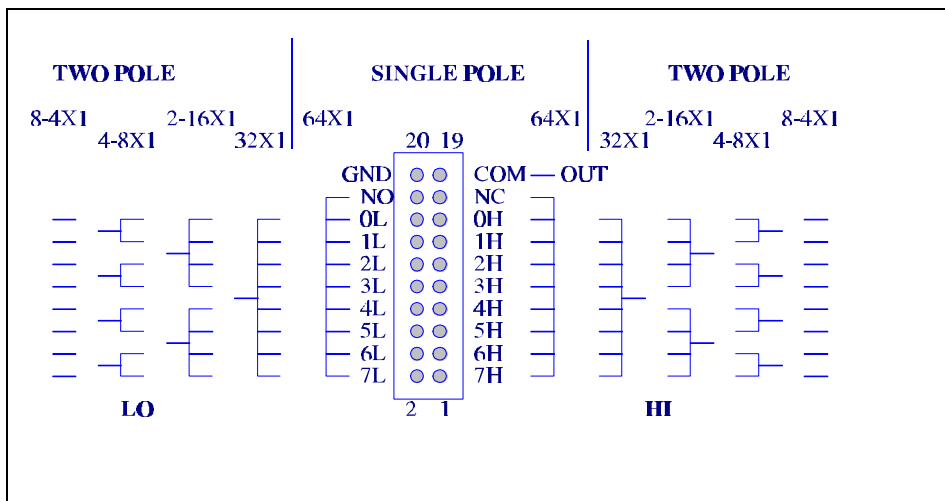 TWO POLE SINGLE POLE TWO POLE
8-4X1 2-16X1 64X1 64X1 2-16X1 8-4X1
4-8X1 32X1 20 19 32X1 4-8X1
GND COM OUT
NO NC
0L 0H
1L 1H
2L 2H
3L 3H
4L 4H
5L 5H
6L 6H
7L 7H
LO 2 1 HI